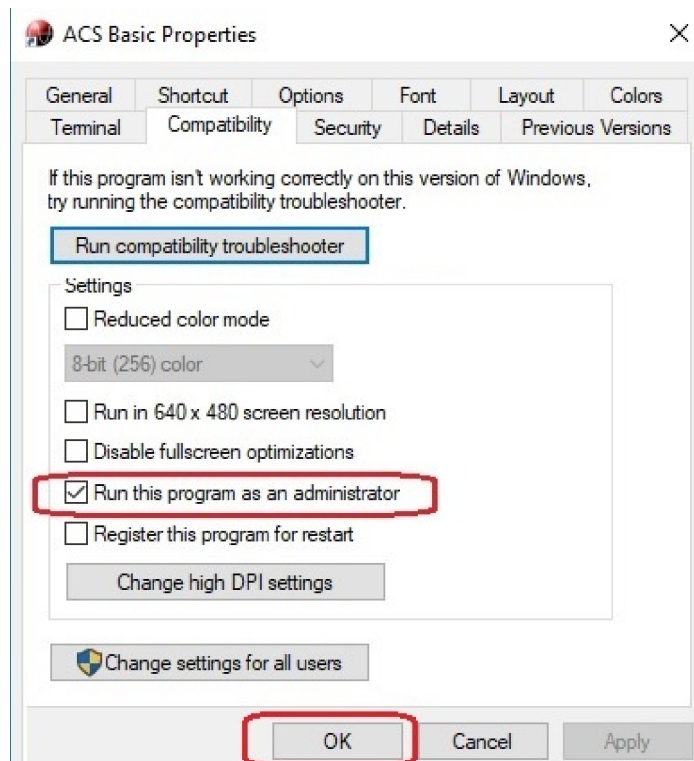 ACS Basic Properties
General Shortcut Options Font Layout Colors
Terminal Compatibility Security Details Previous Versions
If this program isn't working correctly on this version of Windows,
try running the compatibility troubleshooter.
Run compatibility troubleshooter
Settings
Reduced color mode
8-bit (256) color
Run in 640 x 480 screen resolution
Disable fullscreen optimizations
Run this program as an administrator
Register this program for restart
Change high DPI settings
Change settings for all users
OK Cancel Apply